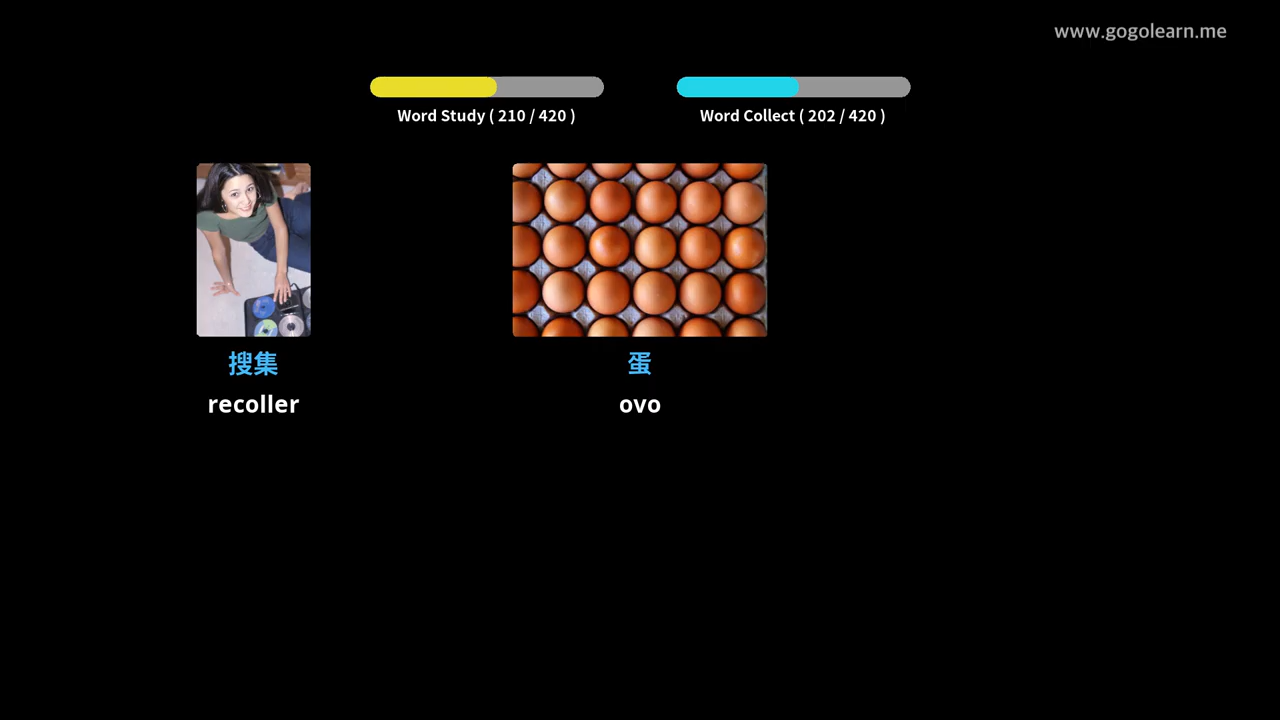 www.gogolearn.me
Word Study ( 210 / 420 )
Word Collect ( 202 / 420 )
搜集
recoller
蛋
ovo